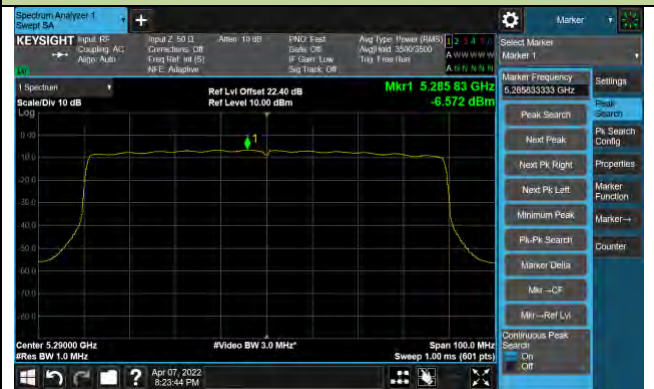 Spectrum Analyzer 1
Swept SA
Marker
KEYSIGHT
Input: RF
Coupling: AC
Align: Auto
Input Z: 50 Ω
Corrections: Off
Freq Ref: Int (S)
NFE: Adaptive
Atten: 10 dB
PNO: Fast
Gate: Off
IF Gain: Low
Sig Track: Off
Avg Type: Power (RMS)
Avg|Hold: 3500/3500
Trig: Free Run
1 2 3 4 5 6
A W W W W W
A N N N N N
Select Marker
Marker 1
1 Spectrum
Scale/Div 10 dB
Log
Ref Lvl Offset 22.40 dB
Ref Level 10.00 dBm
Mkr1 5.285 83 GHz
-6.572 dBm
1
0.00
-10.0
-20.0
-30.0
-40.0
-50.0
-60.0
-70.0
-80.0
Center 5.29000 GHz
#Res BW 1.0 MHz
#Video BW 3.0 MHz*
Span 100.0 MHz
Sweep 1.00 ms (601 pts)
Marker Frequency
5.285833333 GHz
Peak Search
Next Peak
Next Pk Right
Next Pk Left
Minimum Peak
Pk-Pk Search
Marker Delta
Mkr→CF
Mkr→Ref Lvl
Continuous Peak
Search
On
Off
Settings
Peak
Search
Pk Search
Config
Properties
Marker
Function
Marker→
Counter
Apr 07, 2022
8:23:44 PM